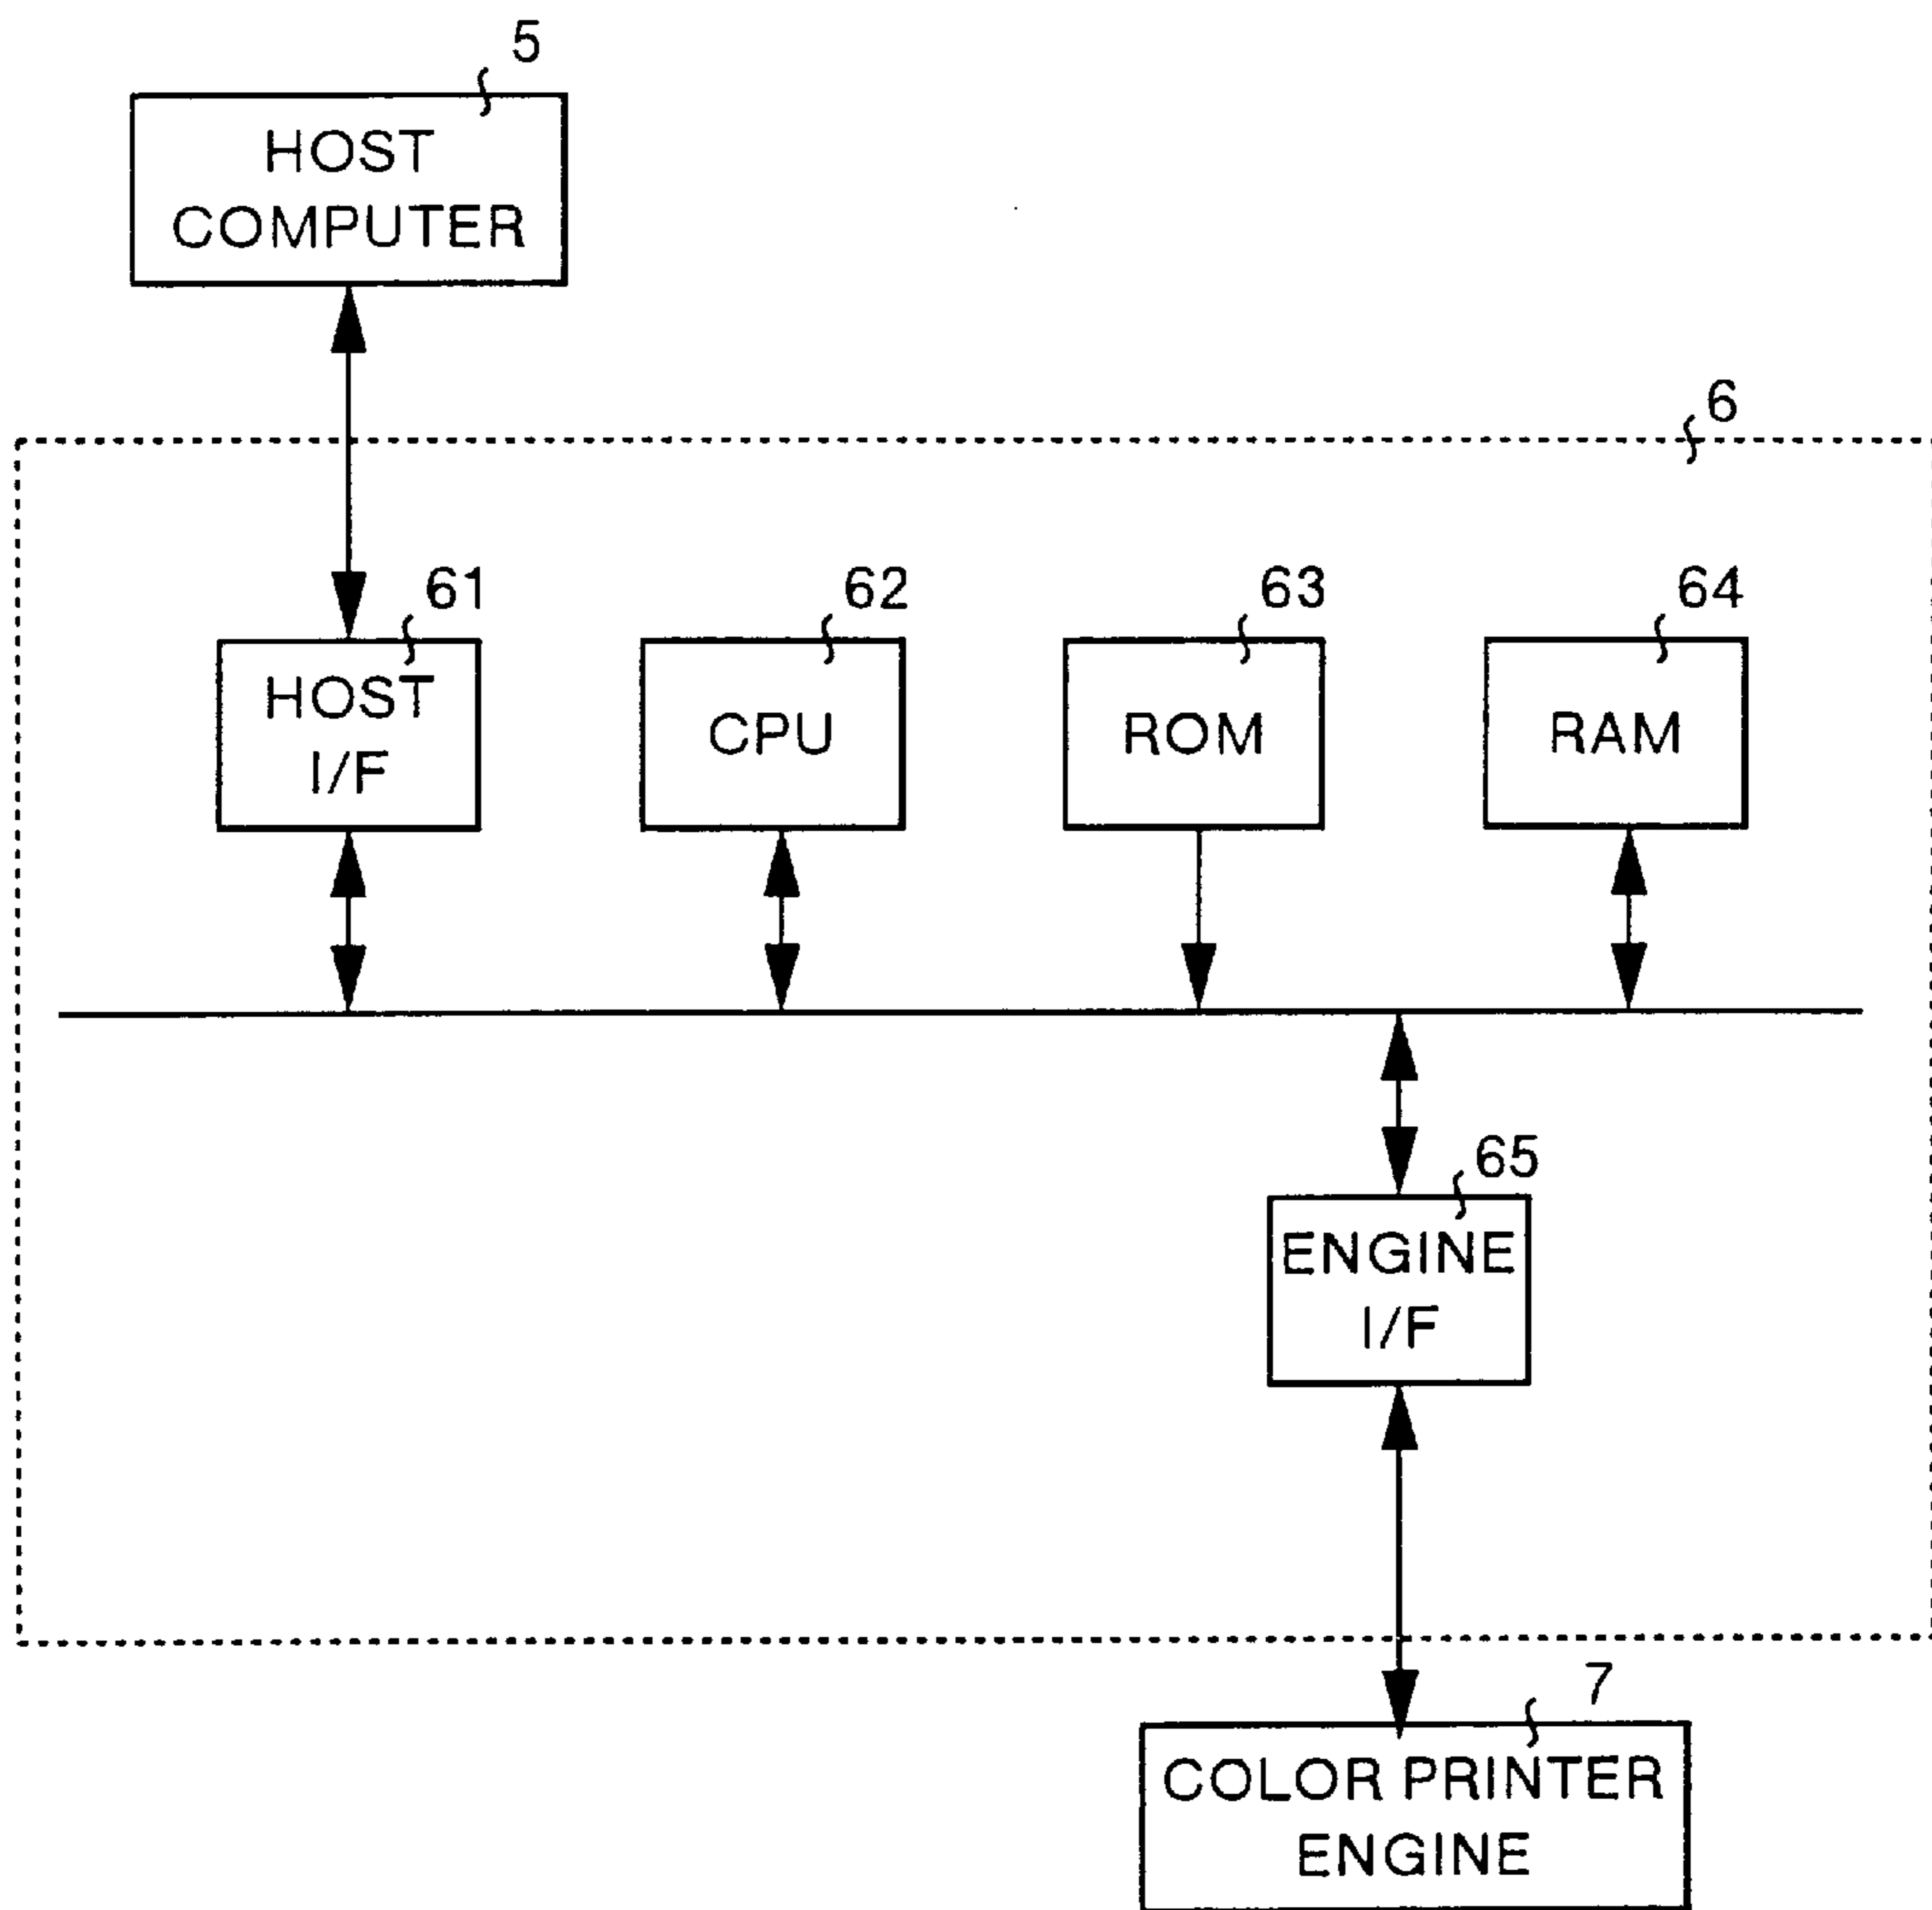 5
HOST
COMPUTER
6
61
62
63
64
HOST
I/F
CPU
ROM
RAM
65
ENGINE
I/F
7
COLOR PRINTER
ENGINE